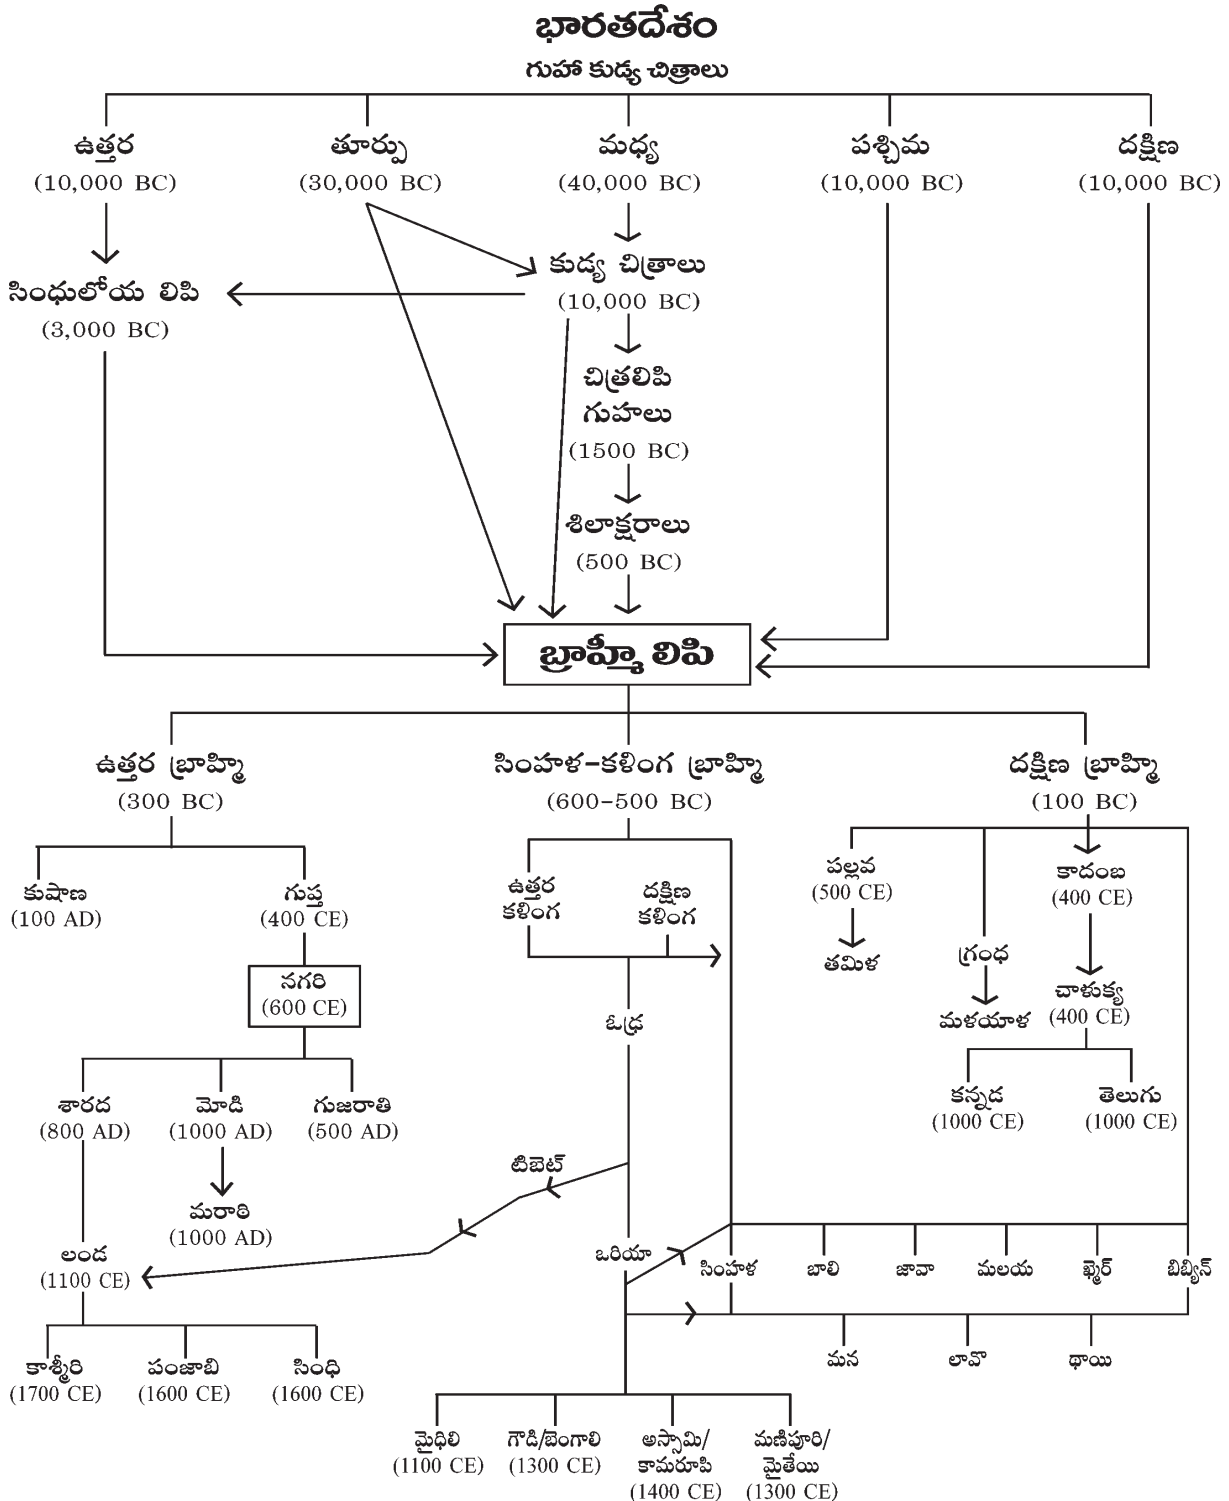 భారతదేశం
గుహా కుడ్య చిత్రాలు
ఉత్తర
(10,000 BC)
తూర్పు
(30,000 BC)
మధ్య
(40,000 BC)
పశ్చిమ
(10,000 BC)
దక్షిణ
(10,000 BC)
కుడ్య చిత్రాలు
(10,000 BC)
సింధులోయ లిపి
(3,000 BC)
చిత్రలిపి
గుహలు
(1500 BC)
శిలాక్షరాలు
(500 BC)
బ్రాహ్మీ లిపి
ఉత్తర బ్రాహ్మి
(300 BC)
సింహళ-కళింగ బ్రాహ్మి
(600-500 BC)
దక్షిణ బ్రాహ్మి
(100 BC)
కుషాణ
(100 AD)
గుప్త
(400 CE)
ఉత్తర
కళింగ
దక్షిణ
కళింగ
పల్లవ
(500 CE)
కాదంబ
(400 CE)
తమిళ
గ్రంధ
నగరి
(600 CE)
ఓఢ్ర
మళయాళ
చాళుక్య
(400 CE)
శారద
(800 AD)
మోడి
(1000 AD)
గుజరాతి
(500 AD)
కన్నడ
(1000 CE)
తెలుగు
(1000 CE)
టిబెట్
మరాఠి
(1000 AD)
లండ
(1100 CE)
ఒరియా
సింహళ
బాలి
జావా
మలయ
ఖ్మెర్
బిబ్యిన్
కాశ్మీరి
(1700 CE)
పంజాబి
(1600 CE)
సింధి
(1600 CE)
మన
లావొ
థాయి
మైధిలి
(1100 CE)
గౌడి/బెంగాలి
(1300 CE)
అస్సామి/
కామరూపి
(1400 CE)
మణిపూరి/
మైతేయి
(1300 CE)